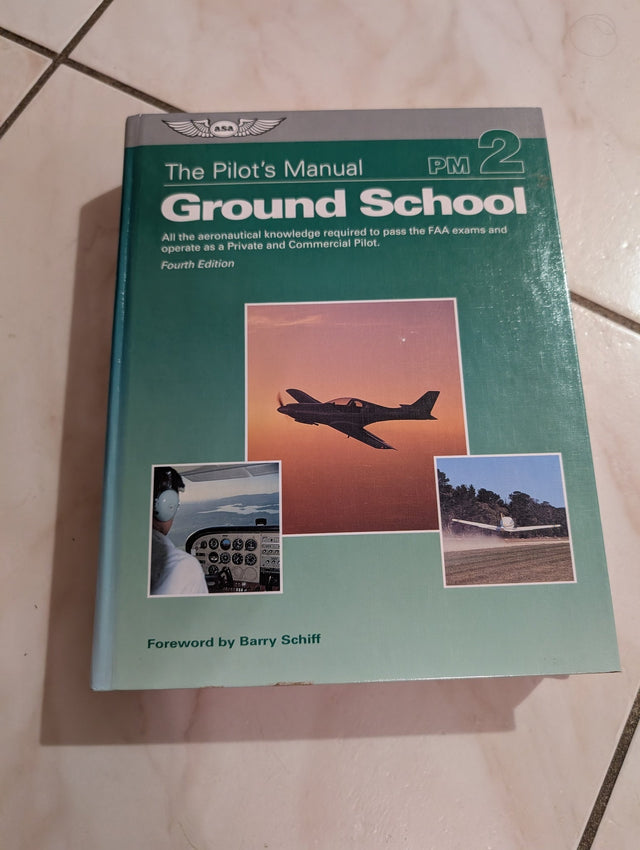 ASA
The Pilot's Manual
PM 2
Ground School
All the aeronautical knowledge required to pass the FAA exams and
operate as a Private and Commercial Pilot.
Fourth Edition
Foreword by Barry Schiff